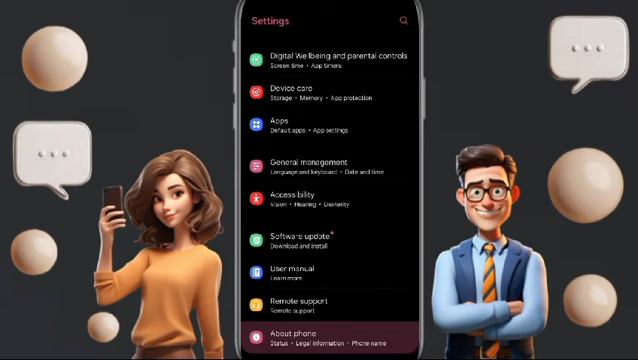 Settings
Digital Wellbeing and parental controls
Screen time • App timers
Device care
Storage • Memory • App protection
Apps
Default apps • App settings
General management
Language and keyboard • Date and time
Accessibility
Vision • Hearing • Dexterity
Software update
Download and install
User manual
Learn more
Remote support
Remote support
About phone
Status • Legal information • Phone name